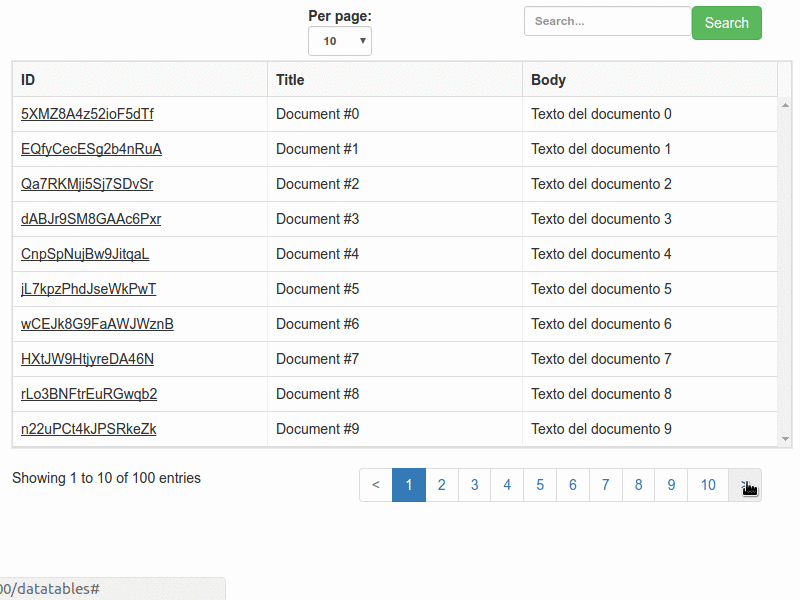 Per page:
10
Search...
Search
ID Title Body
5XMZ8A4z52ioF5dTf Document #0 Texto del documento 0
EQfyCecESg2b4nRuA Document #1 Texto del documento 1
Qa7RKMji5Sj7SDvSr Document #2 Texto del documento 2
dABJr9SM8GAAc6Pxr Document #3 Texto del documento 3
CnpSpNujBw9JitqaL Document #4 Texto del documento 4
jL7kpzPhdJseWkPwT Document #5 Texto del documento 5
wCEJk8G9FaAWJWznB Document #6 Texto del documento 6
HXtJW9HtjyreDA46N Document #7 Texto del documento 7
rLo3BNFtrEuRGwqb2 Document #8 Texto del documento 8
n22uPCt4kJPSRkeZk Document #9 Texto del documento 9
Showing 1 to 10 of 100 entries
< 1 2 3 4 5 6 7 8 9 10
00/datatables#